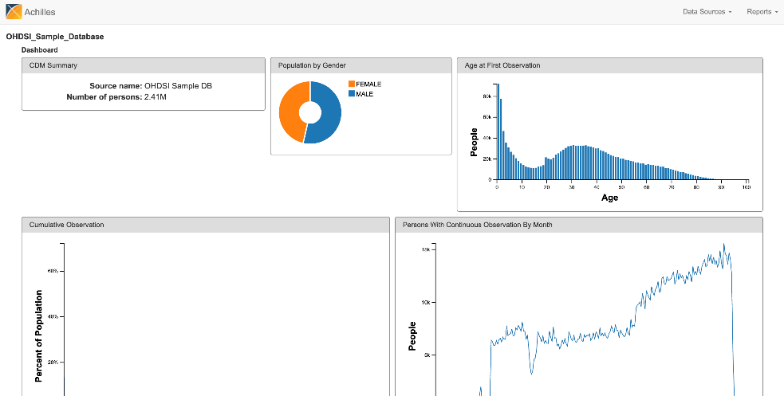 Achilles
Data Sources
Reports
OHDSI_Sample_Database
Dashboard
CDM Summary
Source name: OHDSI Sample DB
Number of persons: 2.41M
Population by Gender
FEMALE
MALE
Age at First Observation
People
80k
60k
40k
20k
0
0 10 20 30 40 50 60 70 80 90 100
Age
Cumulative Observation
Percent of Population
60%
40%
20%
Persons With Continuous Observation By Month
People
10k